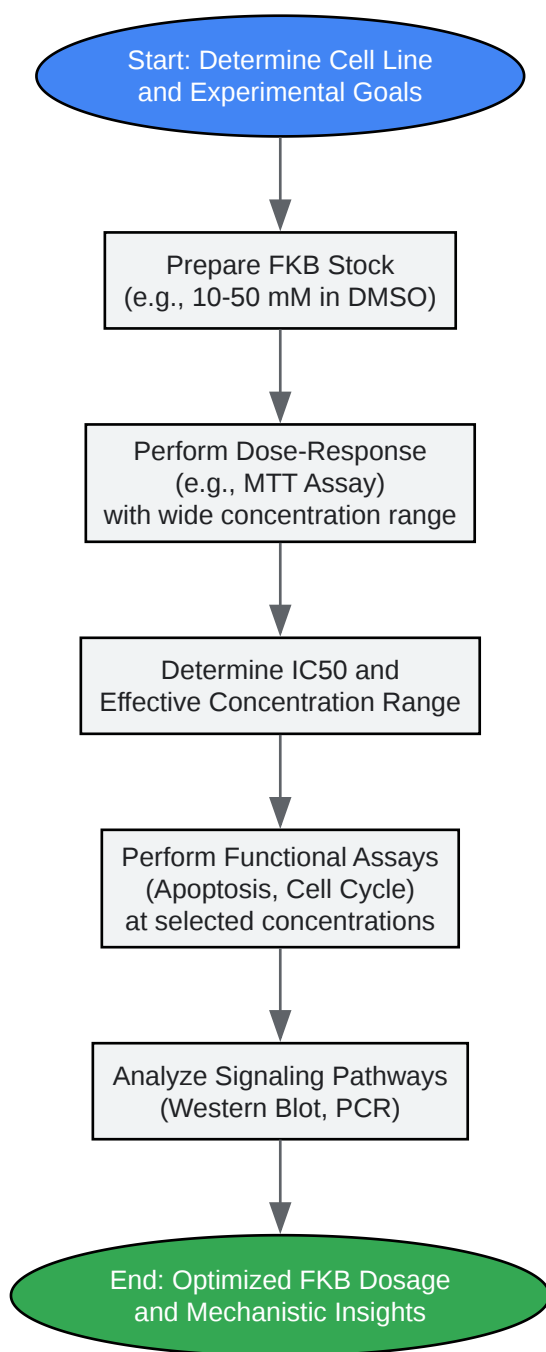 Start: Determine Cell Line
and Experimental Goals
Prepare FKB Stock
(e.g., 10-50 mM in DMSO)
Perform Dose-Response
(e.g., MTT Assay)
with wide concentration range
Determine IC50 and
Effective Concentration Range
Perform Functional Assays
(Apoptosis, Cell Cycle)
at selected concentrations
Analyze Signaling Pathways
(Western Blot, PCR)
End: Optimized FKB Dosage
and Mechanistic Insights